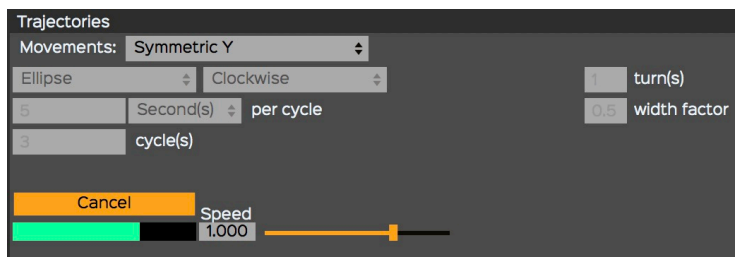 Trajectories
Movements: Symmetric Y
Ellipse Clockwise 1 turn(s)
5 Second(s) per cycle 0,5 width factor
3 cycle(s)
Cancel
Speed
1.000